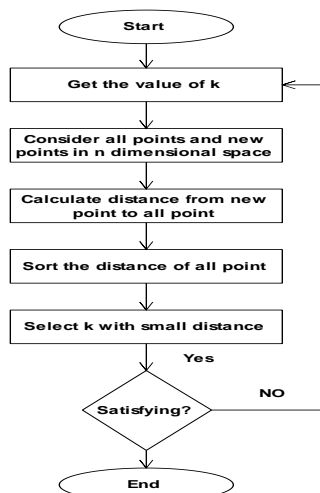 Start
Get the value of k
Consider all points and new
points in n dimensional space
Calculate distance from new
point to all point
Sort the distance of all point
Select k with small distance
Yes
Satisfying?
NO
End